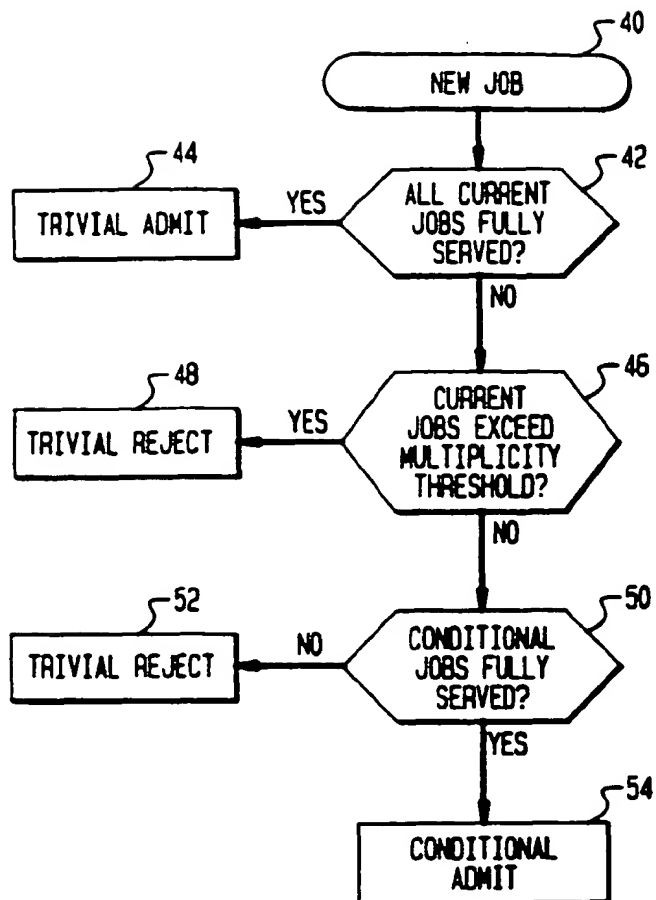 40
NEW JOB
44
42
TRIVIAL ADMIT
YES
ALL CURRENT
JOBS FULLY
SERVED?
NO
48
46
TRIVIAL REJECT
YES
CURRENT
JOBS EXCEED
MULTIPLICITY
THRESHOLD?
NO
52
50
TRIVIAL REJECT
NO
CONDITIONAL
JOBS FULLY
SERVED?
YES
54
CONDITIONAL
ADMIT